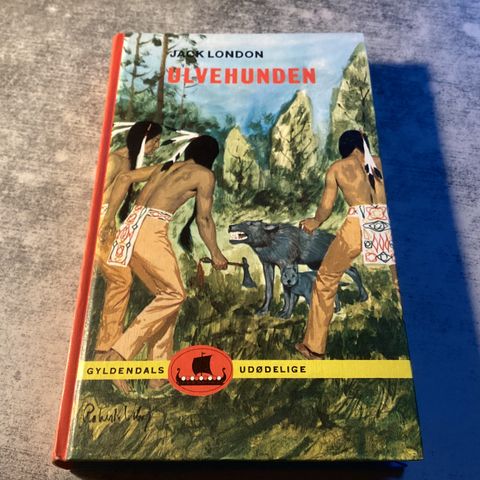 JACK LONDON
ULVEHUNDEN
GYLDENDALS UDØDELIGE